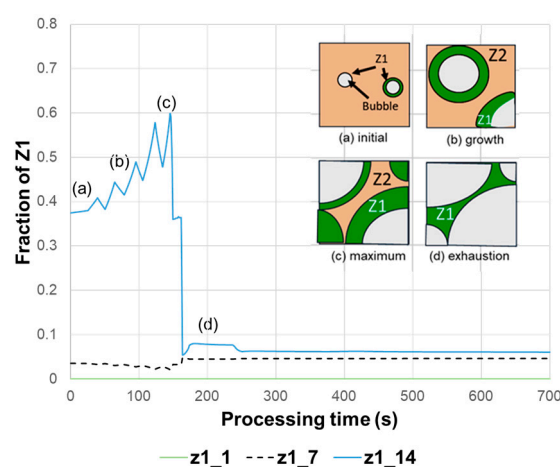 0.8
0.7
0.6
0.5
0.4
0.3
0.2
0.1
0
Fraction of Z1
(a)
(b)
(c)
(d)
Z1
Bubble
(a) initial
Z2
Z1
(b) growth
Z2
Z1
(c) maximum
Z1
(d) exhaustion
0 100 200 300 400 500 600 700
Processing time (s)
z1_1 z1_7 z1_14